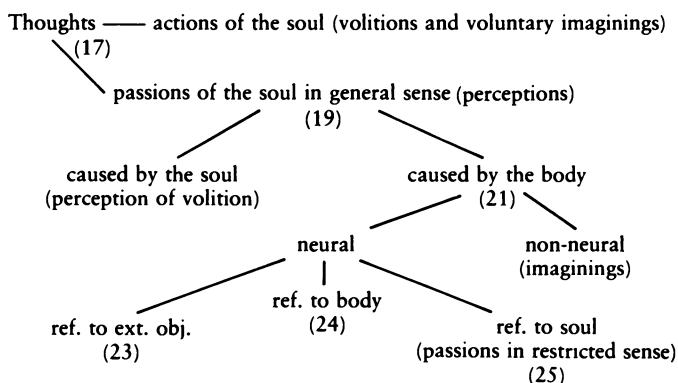 Thoughts actions of the soul (volitions and voluntary imaginings)
(17)
passions of the soul in general sense (perceptions)
(19)
caused by the soul
(perception of volition)
caused by the body
(21)
neural
non-neural
(imaginings)
ref. to ext. obj.
(23)
ref. to body
(24)
ref. to soul
(passions in restricted sense)
(25)